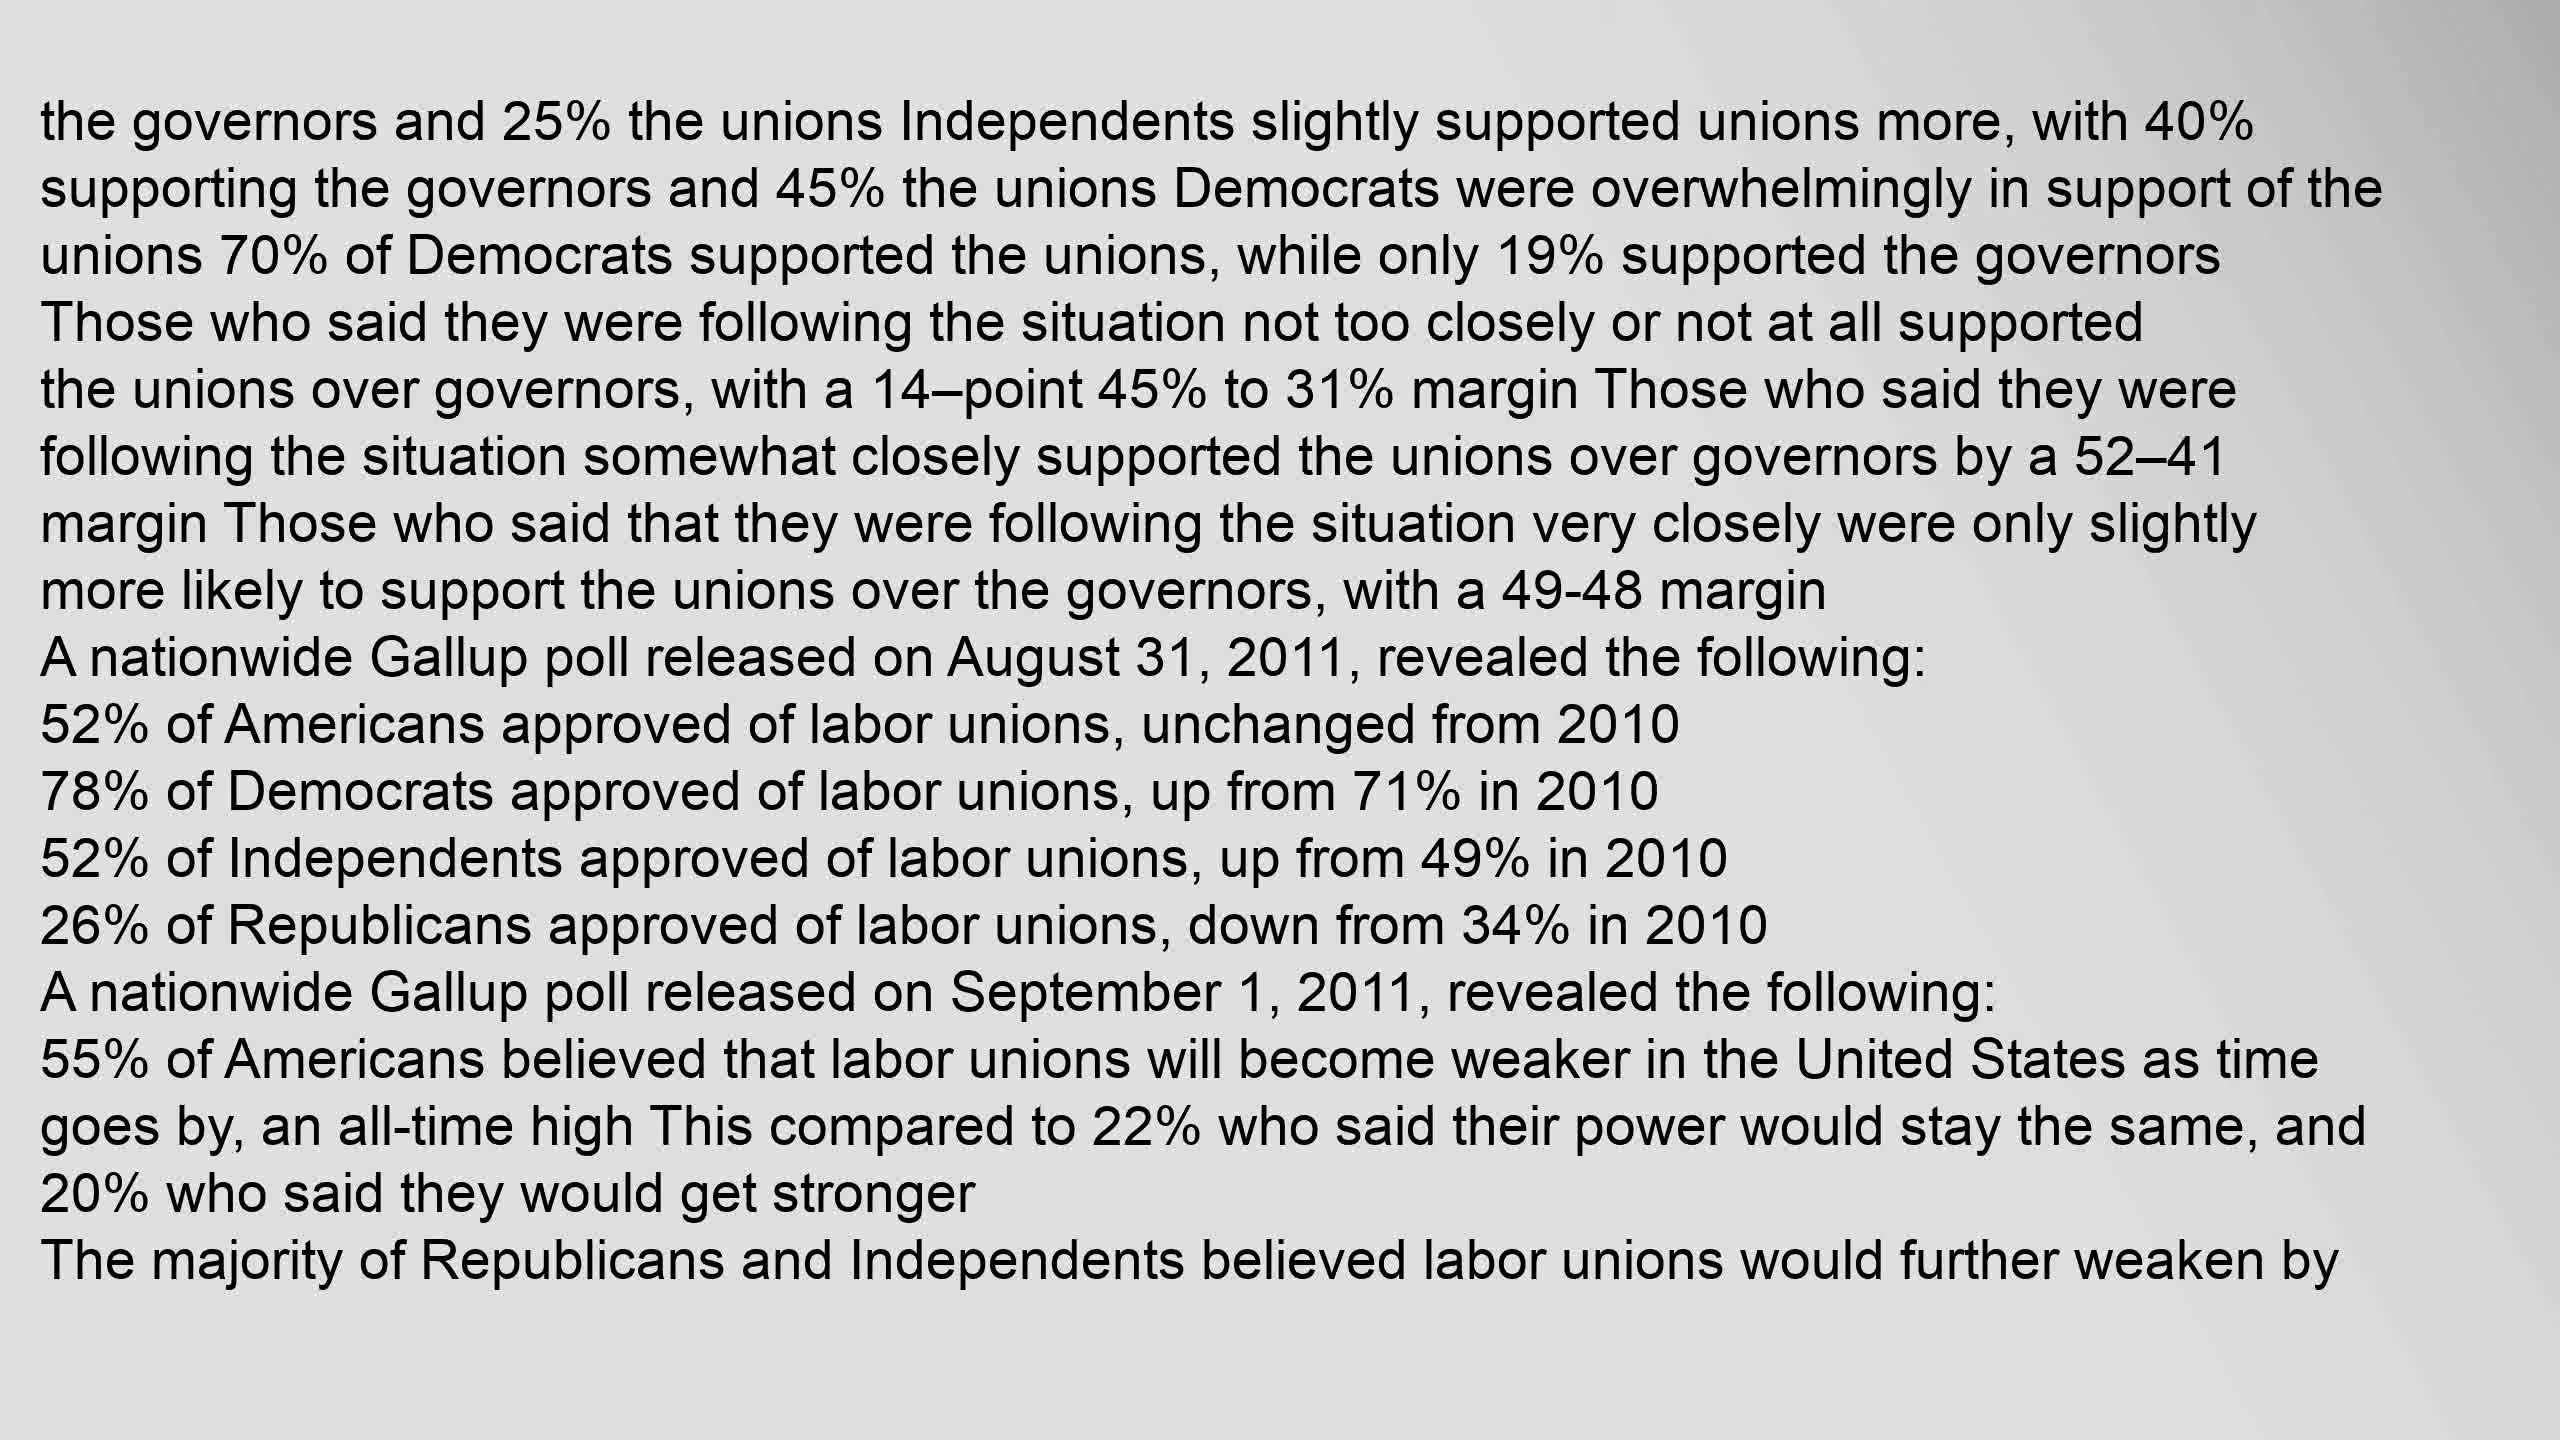 the governors and 25% the unions Independents slightly supported unions more, with 40%
supporting the governors and 45% the unions Democrats were overwhelmingly in support of the
unions 70% of Democrats supported the unions, while only 19% supported the governors
Those who said they were following the situation not too closely or not at all supported
the unions over governors, with a 14–point 45% to 31% margin Those who said they were
following the situation somewhat closely supported the unions over governors by a 52–41
margin Those who said that they were following the situation very closely were only slightly
more likely to support the unions over the governors, with a 49-48 margin
A nationwide Gallup poll released on August 31, 2011, revealed the following:
52% of Americans approved of labor unions, unchanged from 2010
78% of Democrats approved of labor unions, up from 71% in 2010
52% of Independents approved of labor unions, up from 49% in 2010
26% of Republicans approved of labor unions, down from 34% in 2010
A nationwide Gallup poll released on September 1, 2011, revealed the following:
55% of Americans believed that labor unions will become weaker in the United States as time
goes by, an all-time high This compared to 22% who said their power would stay the same, and
20% who said they would get stronger
The majority of Republicans and Independents believed labor unions would further weaken by